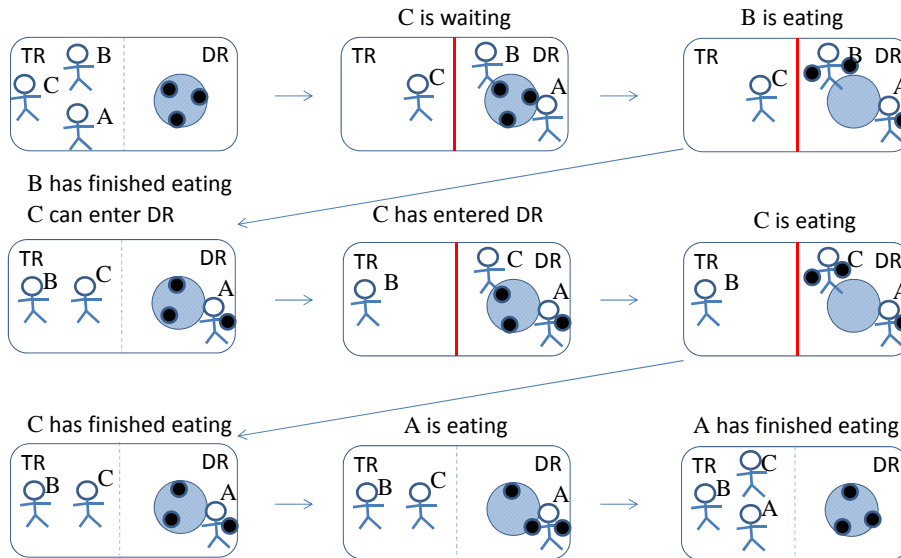 C is waiting
B is eating
TR B DR
C
A
TR B DR
C
A
TR B DR
C
A
B has finished eating
C can enter DR
C has entered DR
C is eating
TR DR
B C
A
TR C DR
B
A
TR C DR
B
A
C has finished eating
A is eating
A has finished eating
TR DR
B C
A
TR DR
B C
A
TR C DR
B
A